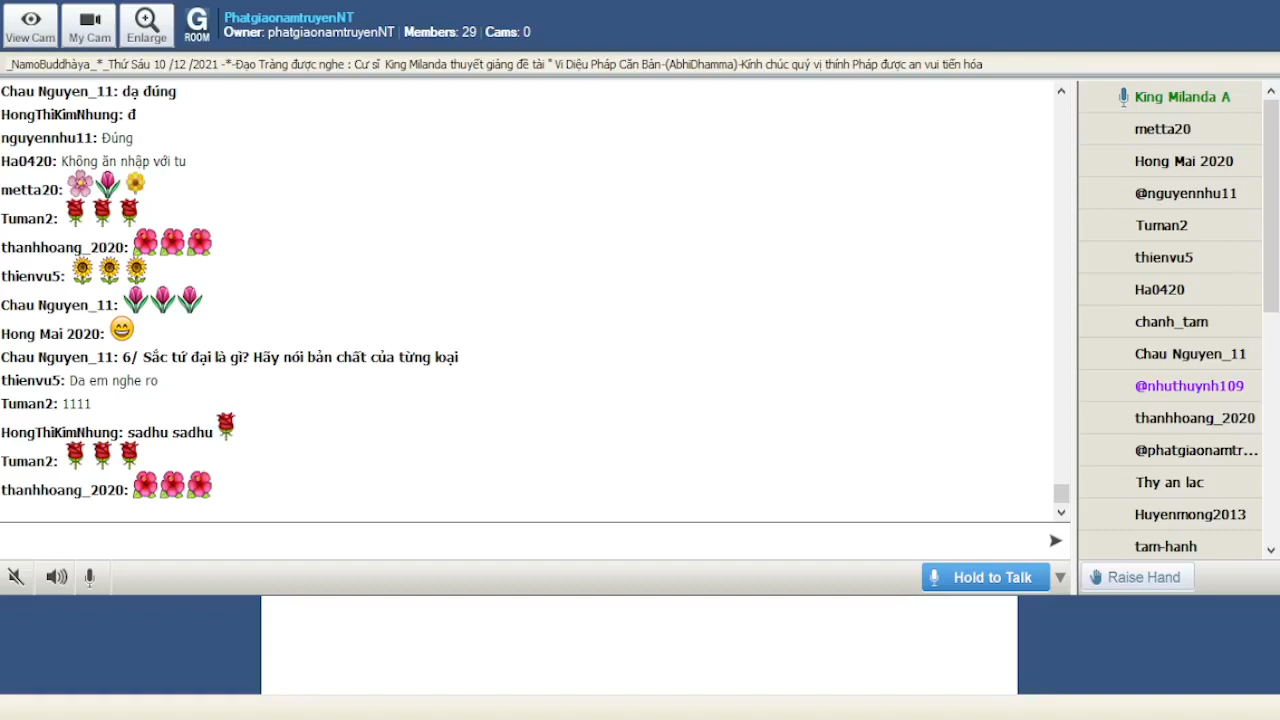 View Cam
My Cam
Enlarge
G
ROOM
PhatgiaonamtruyenNT
Owner: phatgiaonamtruyenNT | Members: 29 | Cams: 0
_NamoBuddhàya_*_Thứ Sáu 10 /12 /2021 -*-Đạo Tràng được nghe : Cư sĩ King Milanda thuyết giảng đề tài " Vi Diệu Pháp Căn Bản-(AbhiDhamma)-Kính chúc quý vị thính Pháp được an vui tiến hóa
Chau Nguyen_11: dạ đúng
HongThiKimNhung: đ
nguyennhu11: Đúng
Ha0420: Không ăn nhập với tu
metta20:
Tuman2:
thanhhoang_2020:
thienvu5:
Chau Nguyen_11:
Hong Mai 2020:
Chau Nguyen_11: 6/ Sắc tứ đại là gì? Hãy nói bản chất của từng loại
thienvu5: Da em nghe ro
Tuman2: 1111
HongThiKimNhung: sadhu sadhu
Tuman2:
thanhhoang_2020:
King Milanda A
metta20
Hong Mai 2020
@nguyennhu11
Tuman2
thienvu5
Ha0420
chanh_tam
Chau Nguyen_11
@nhuthuynh109
thanhhoang_2020
@phatgiaonamtr...
Thy an lac
Huyenmong2013
tam-hanh
Hold to Talk
Raise Hand